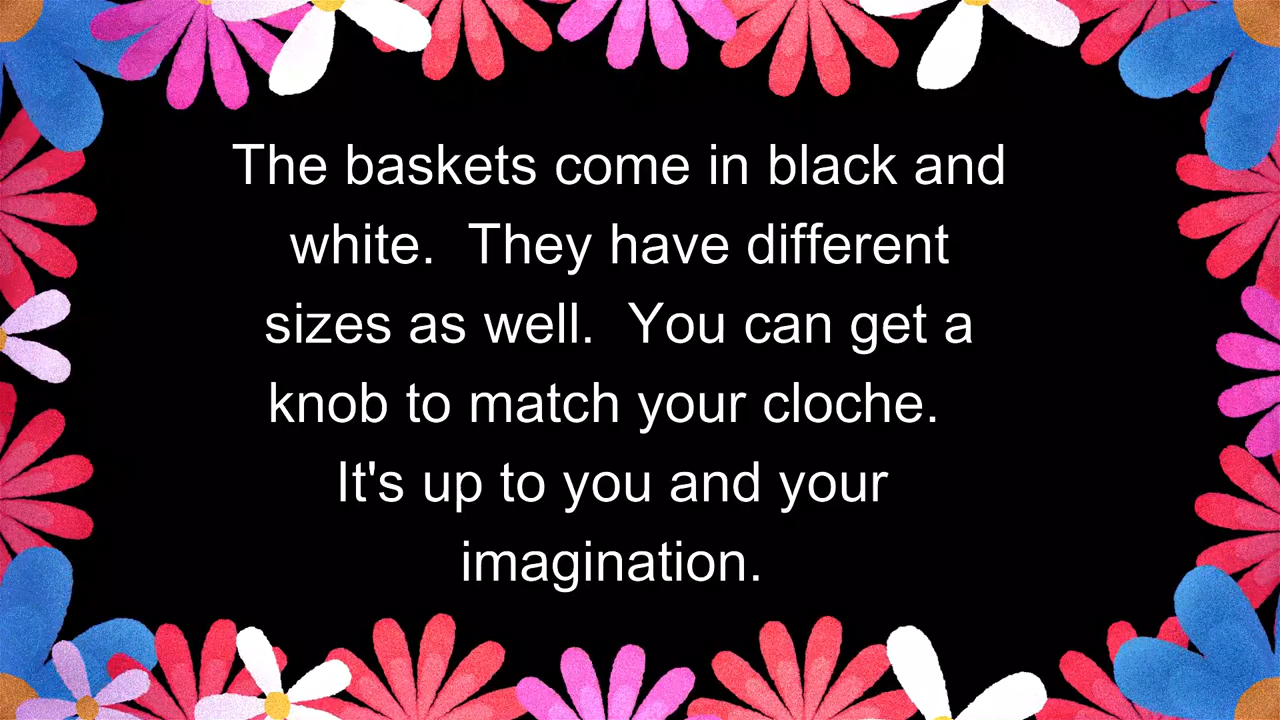 The baskets come in black and
white.  They have different
sizes as well.  You can get a
knob to match your cloche.
It's up to you and your
imagination.